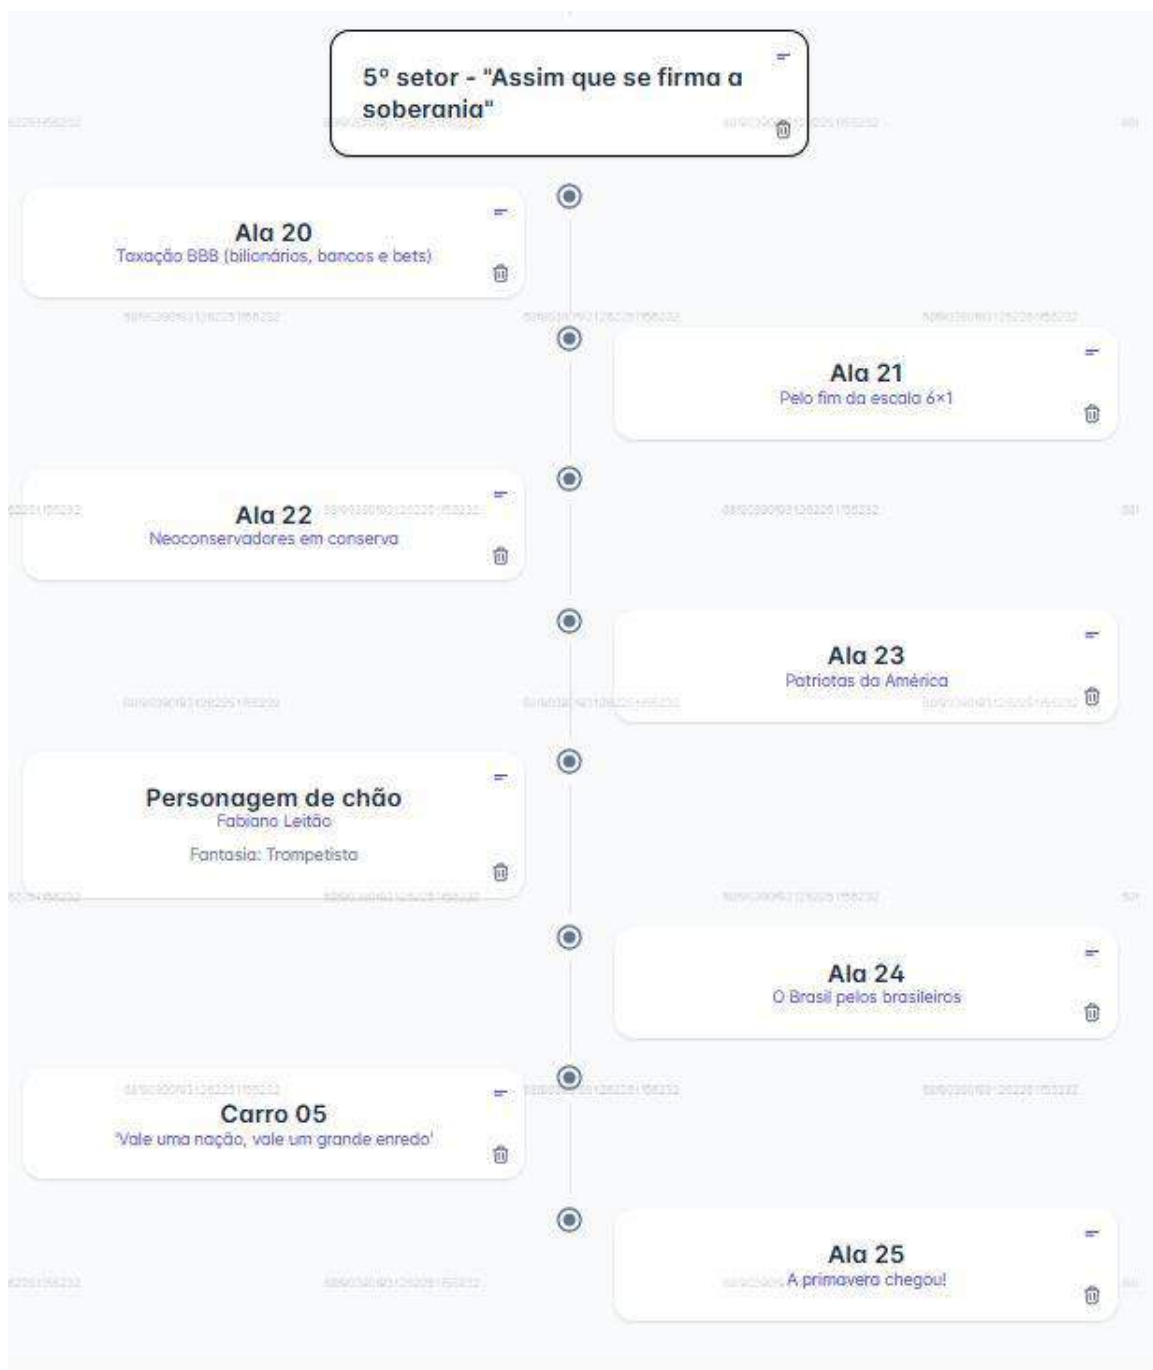 5º setor - "Assim que se firma a
soberania"
Ala 20
Taxação BBB (bilionários, bancos e bets)
Ala 21
Pelo fim da escala 6×1
Ala 22
Neoconservadores em conserva
Ala 23
Patriotas da América
Personagem de chão
Fabiano Leitão
Fantasia: Trompetista
Ala 24
O Brasil pelos brasileiros
Carro 05
'Vale uma nação, vale um grande enredo'
Ala 25
A primavera chegou!